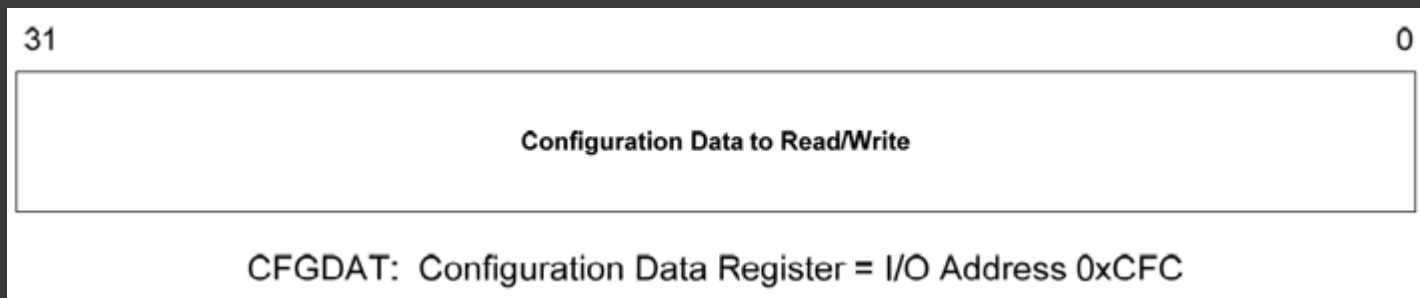 31 0
Configuration Data to Read/Write
CFGDAT: Configuration Data Register = I/O Address 0xCFC